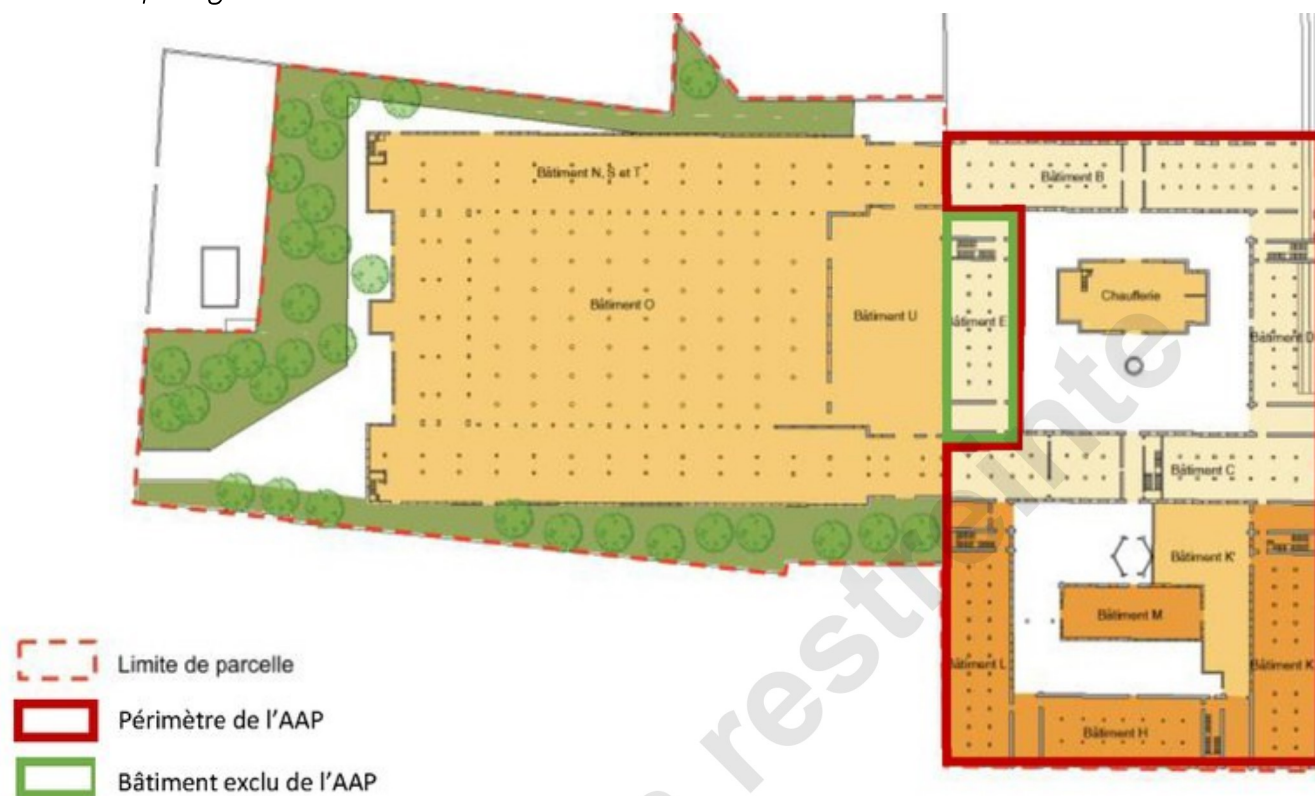 Bâtiment N, S et T
Bâtiment B
Bâtiment O
Bâtiment U
Bâtiment E
Chaufferie
Bâtiment D
Bâtiment C
Bâtiment K'
Bâtiment M
Bâtiment L
Bâtiment K
Bâtiment H
restreinte
Limite de parcelle
Périmètre de l'AAP
Bâtiment exclu de l'AAP